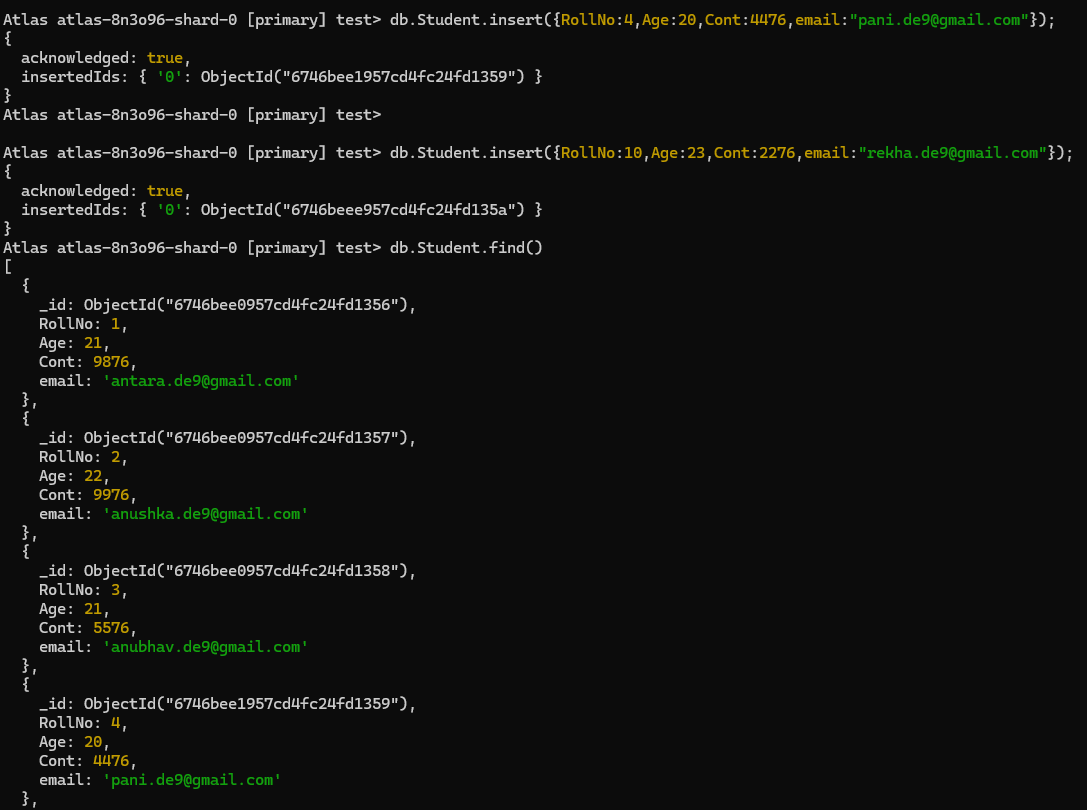 Atlas atlas-8n3o96-shard-0 [primary] test> db.Student.insert({RollNo:4,Age:20,Cont:4476,email:"pani.de9@gmail.com"});
{
  acknowledged: true,
  insertedIds: { '0': ObjectId("6746bee1957cd4fc24fd1359") }
}
Atlas atlas-8n3o96-shard-0 [primary] test>

Atlas atlas-8n3o96-shard-0 [primary] test> db.Student.insert({RollNo:10,Age:23,Cont:2276,email:"rekha.de9@gmail.com"});
{
  acknowledged: true,
  insertedIds: { '0': ObjectId("6746beee957cd4fc24fd135a") }
}
Atlas atlas-8n3o96-shard-0 [primary] test> db.Student.find()
[
  {
    _id: ObjectId("6746bee0957cd4fc24fd1356"),
    RollNo: 1,
    Age: 21,
    Cont: 9876,
    email: 'antara.de9@gmail.com'
  },
  {
    _id: ObjectId("6746bee0957cd4fc24fd1357"),
    RollNo: 2,
    Age: 22,
    Cont: 9976,
    email: 'anushka.de9@gmail.com'
  },
  {
    _id: ObjectId("6746bee0957cd4fc24fd1358"),
    RollNo: 3,
    Age: 21,
    Cont: 5576,
    email: 'anubhav.de9@gmail.com'
  },
  {
    _id: ObjectId("6746bee1957cd4fc24fd1359"),
    RollNo: 4,
    Age: 20,
    Cont: 4476,
    email: 'pani.de9@gmail.com'
  },